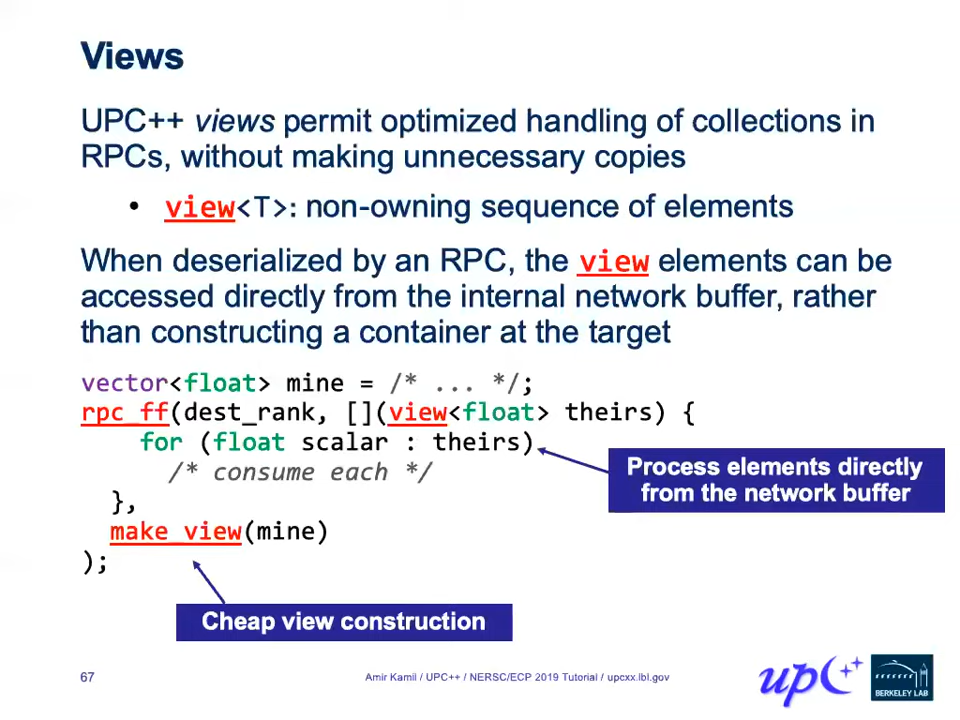 Views
UPC++ views permit optimized handling of collections in
RPCs, without making unnecessary copies
• view<T>: non-owning sequence of elements
When deserialized by an RPC, the view elements can be
accessed directly from the internal network buffer, rather
than constructing a container at the target
vector<float> mine = /* ... */;
rpc_ff(dest_rank, [](view<float> theirs) {
for (float scalar : theirs)
/* consume each */
},
make_view(mine)
);
Process elements directly
from the network buffer
Cheap view construction
67
Amir Kamil / UPC++ / NERSC/ECP 2019 Tutorial / upcxx.lbl.gov
upc++
BERKELEY LAB